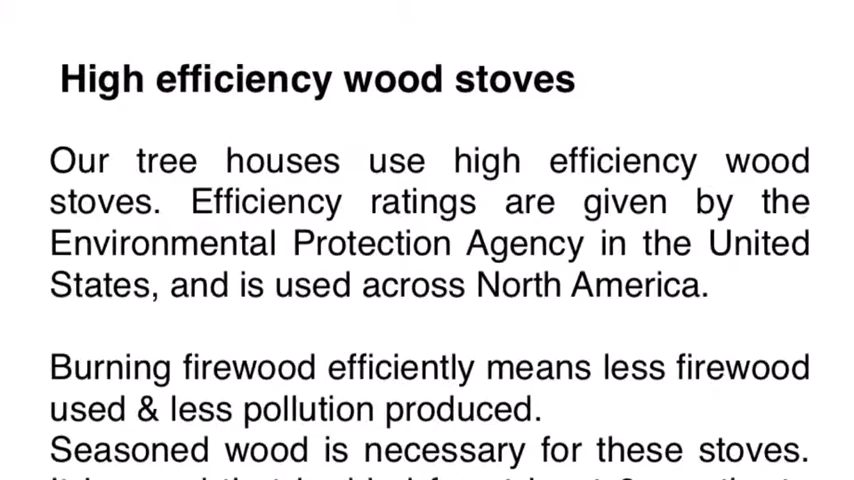 High efficiency wood stoves
Our tree houses use high efficiency wood
stoves. Efficiency ratings are given by the
Environmental Protection Agency in the United
States, and is used across North America.
Burning firewood efficiently means less firewood
used & less pollution produced.
Seasoned wood is necessary for these stoves.